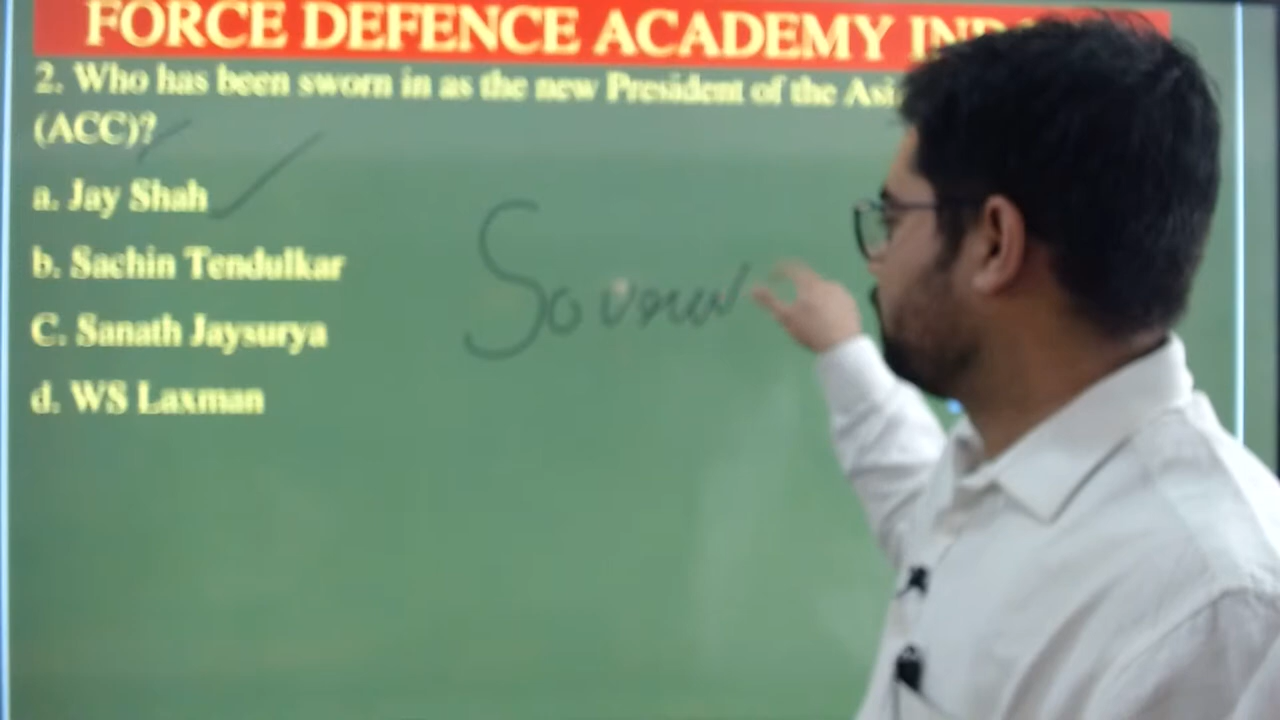 FORCE DEFENCE ACADEMY
2. Who has been sworn in as the new President of the
(ACC)?
a. Jay Shah
b. Sachin Tendulkar
C. Sanath Jaysurya
d. WS Laxman